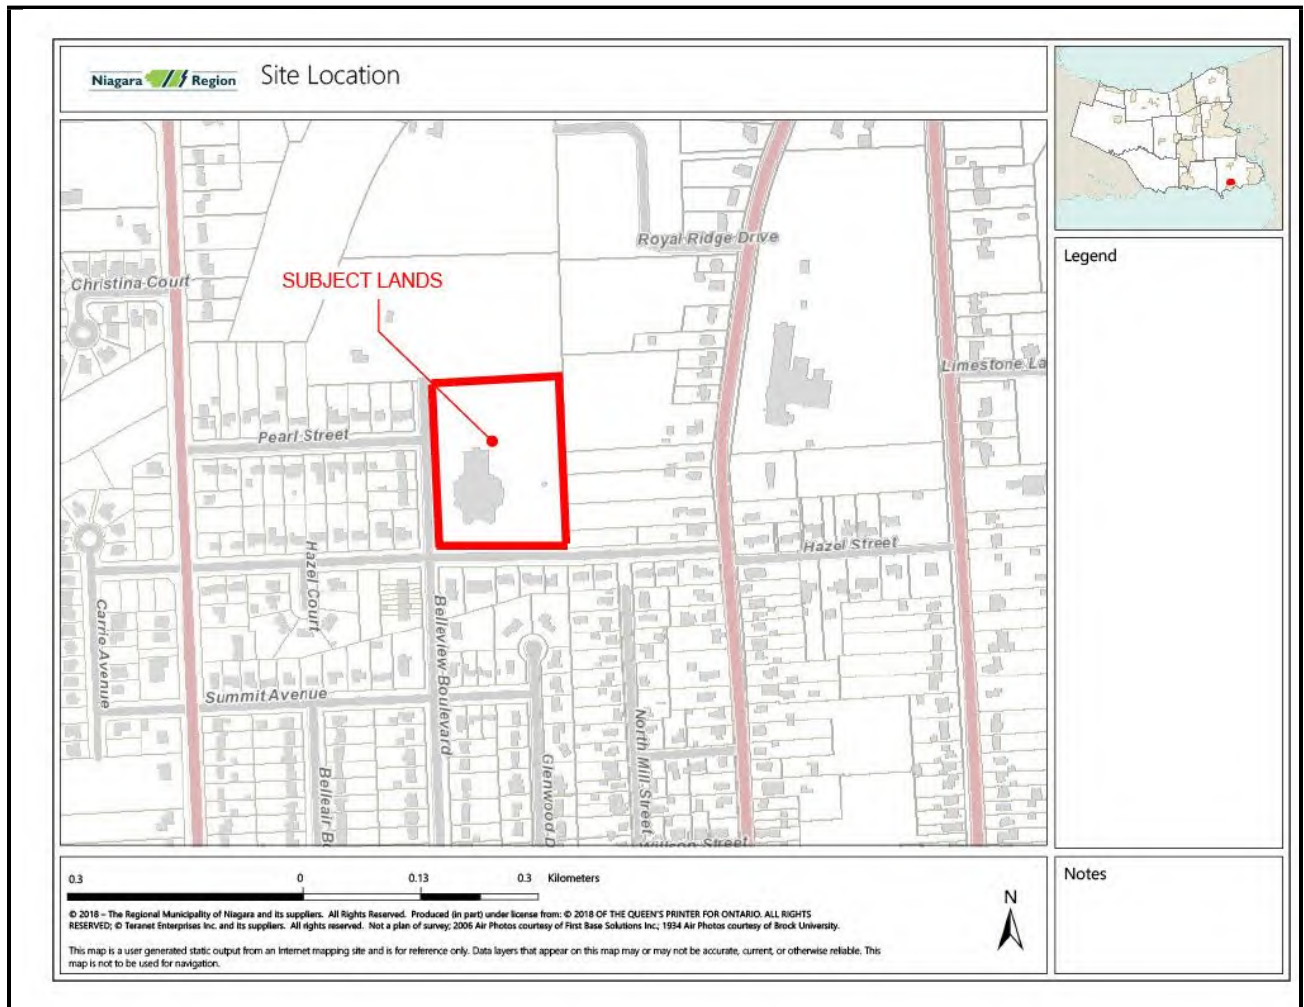 Niagara Region
Site Location
Legend
Royal Ridge Drive
Christina Court
SUBJECT LANDS
Limestone La
Pearl Street
Hazel Street
Hazel Court
Carrie Avenue
Belleview Boulevard
Summit Avenue
North Mill Street
Glenwood D
Belleair B
Willson Street
0.3 0 0.13 0.3 Kilometers
© 2018 – The Regional Municipality of Niagara and its suppliers. All Rights Reserved. Produced (in part) under license from: © 2018 OF THE QUEEN'S PRINTER FOR ONTARIO. ALL RIGHTS
RESERVED; © Teranet Enterprises Inc. and its suppliers. All rights reserved. Not a plan of survey; 2006 Air Photos courtesy of First Base Solutions Inc.; 1934 Air Photos courtesy of Brock University.
This map is a user generated static output from an Internet mapping site and is for reference only. Data layers that appear on this map may or may not be accurate, current, or otherwise reliable. This
map is not to be used for navigation.
N
Notes